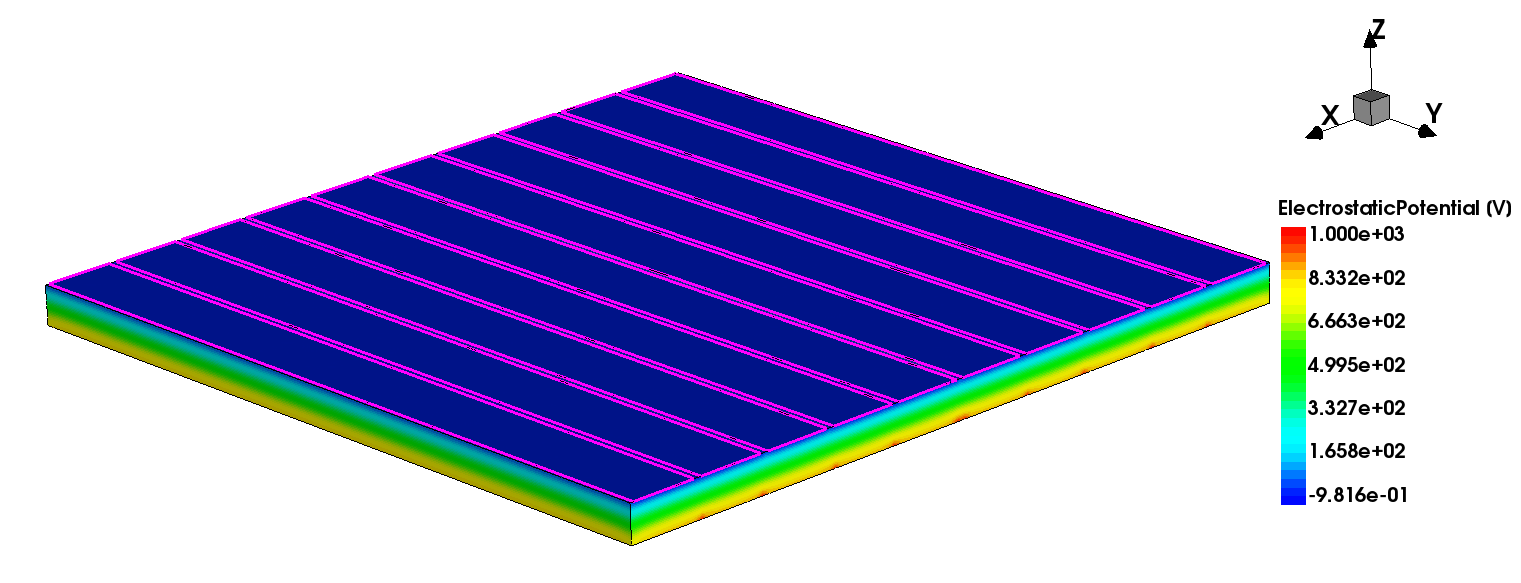 Z
X
Y
ElectrostaticPotential (V)
1.000e+03
8.332e+02
6.663e+02
4.995e+02
3.327e+02
1.658e+02
-9.816e-01